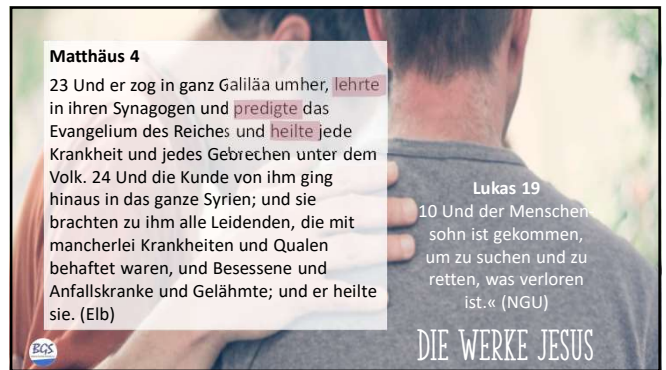 Matthäus 4
23 Und er zog in ganz Galiläa umher, lehrte
in ihren Synagogen und predigte das
Evangelium des Reiches und heilte jede
Krankheit und jedes Gebrechen unter dem
Volk. 24 Und die Kunde von ihm ging
hinaus in das ganze Syrien; und sie
brachten zu ihm alle Leidenden, die mit
mancherlei Krankheiten und Qualen
behaftet waren, und Besessene und
Anfallskranke und Gelähmte; und er heilte
sie. (Elb)
Lukas 19
10 Und der Menschen-
sohn ist gekommen,
um zu suchen und zu
retten, was verloren
ist.« (NGU)
DIE WERKE JESUS
BGS